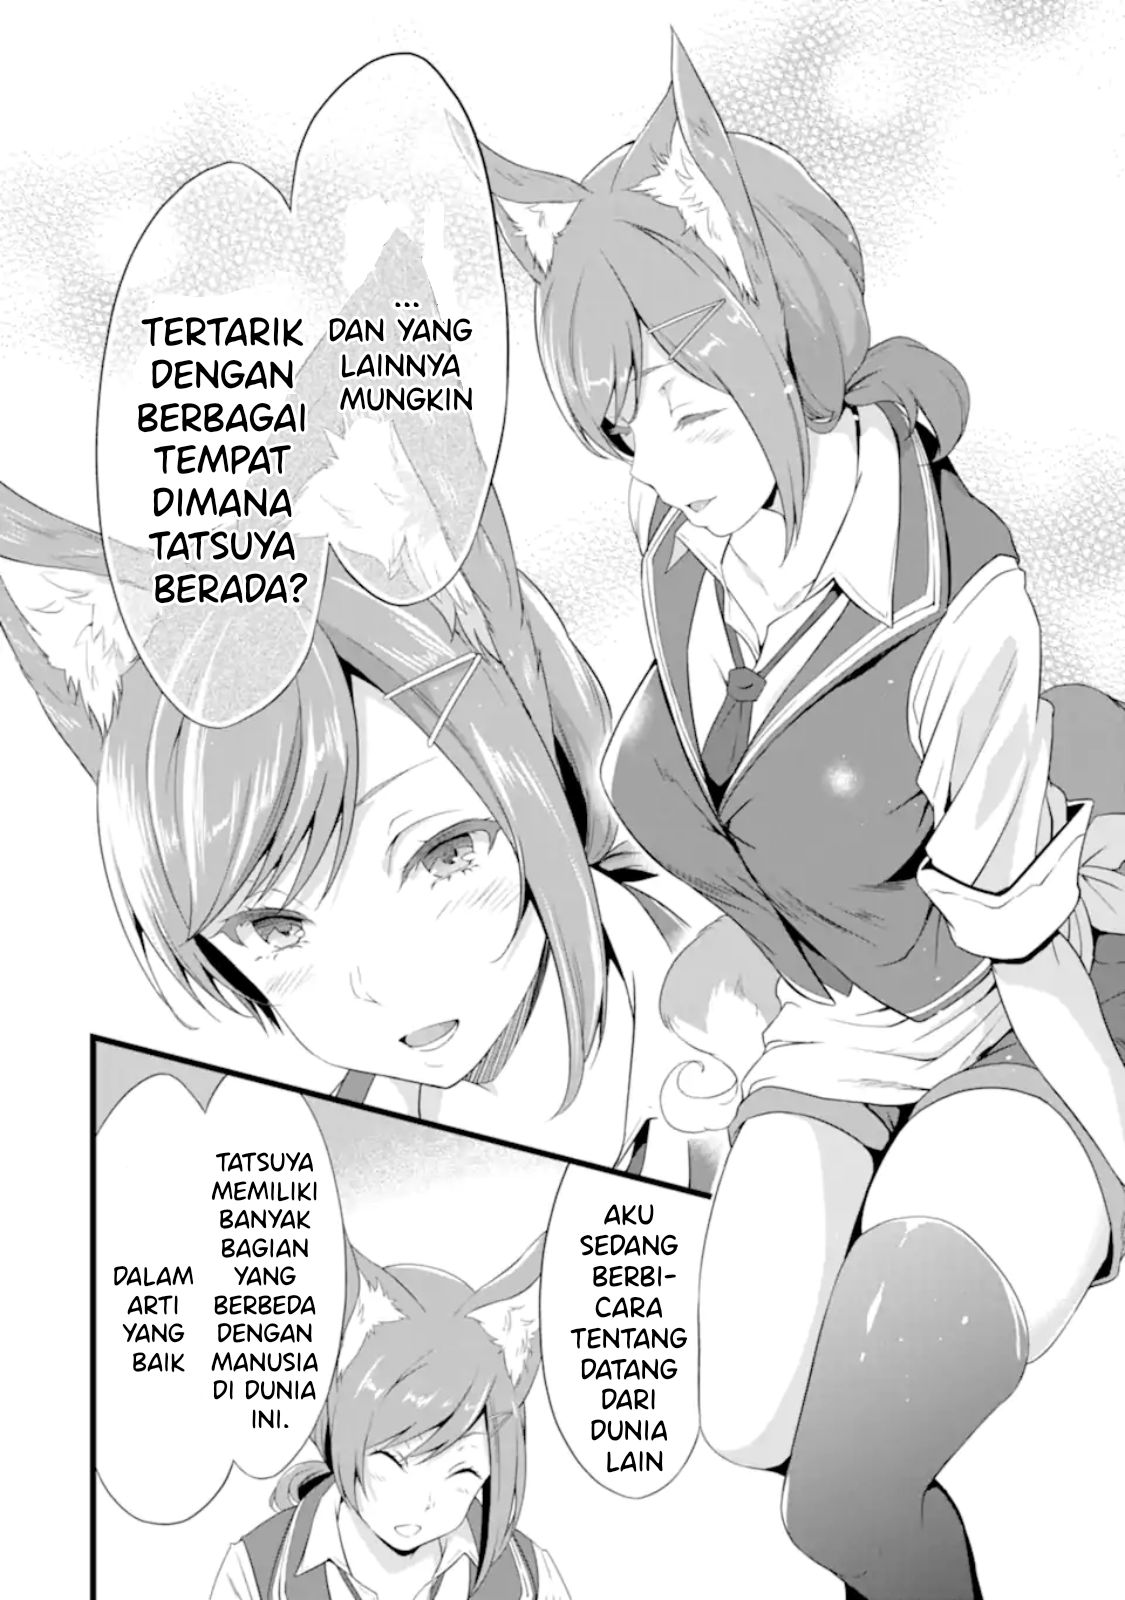 ...
DAN YANG
LAINNYA
MUNGKIN
TERTARIK
DENGAN
BERBAGAI
TEMPAT
DIMANA
TATSUYA
BERADA?
AKU
SEDANG
BERBI-
CARA
TENTANG
DATANG
DARI
DUNIA
LAIN
TATSUYA
MEMILIKI
BANYAK
BAGIAN
YANG
BERBEDA
DENGAN
MANUSIA
DI DUNIA
INI.
DALAM
ARTI
YANG
BAIK